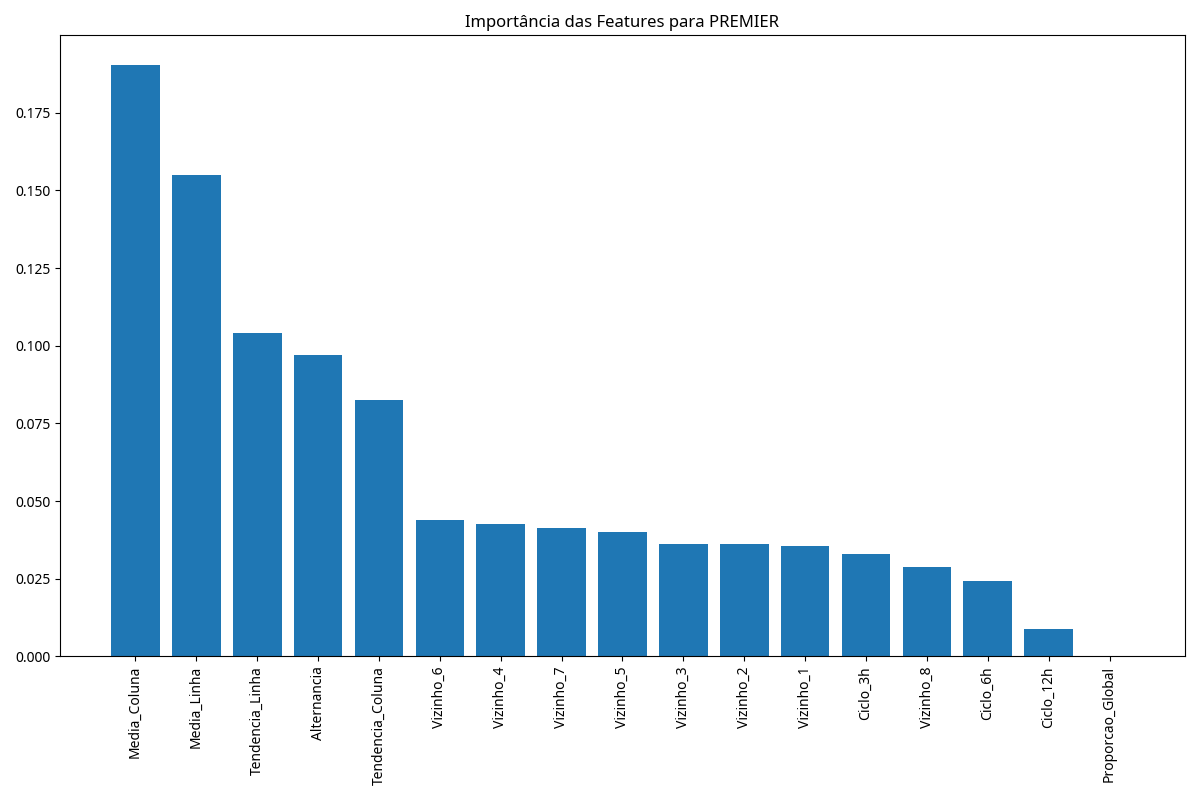 Importância das Features para PREMIER
0.175
0.150
0.125
0.100
0.075
0.050
0.025
0.000
Media_Coluna
Media_Linha
Tendencia_Linha
Alternancia
Tendencia_Coluna
Vizinho_6
Vizinho_4
Vizinho_7
Vizinho_5
Vizinho_3
Vizinho_2
Vizinho_1
Ciclo_3h
Vizinho_8
Ciclo_6h
Ciclo_12h
Proporcao_Global